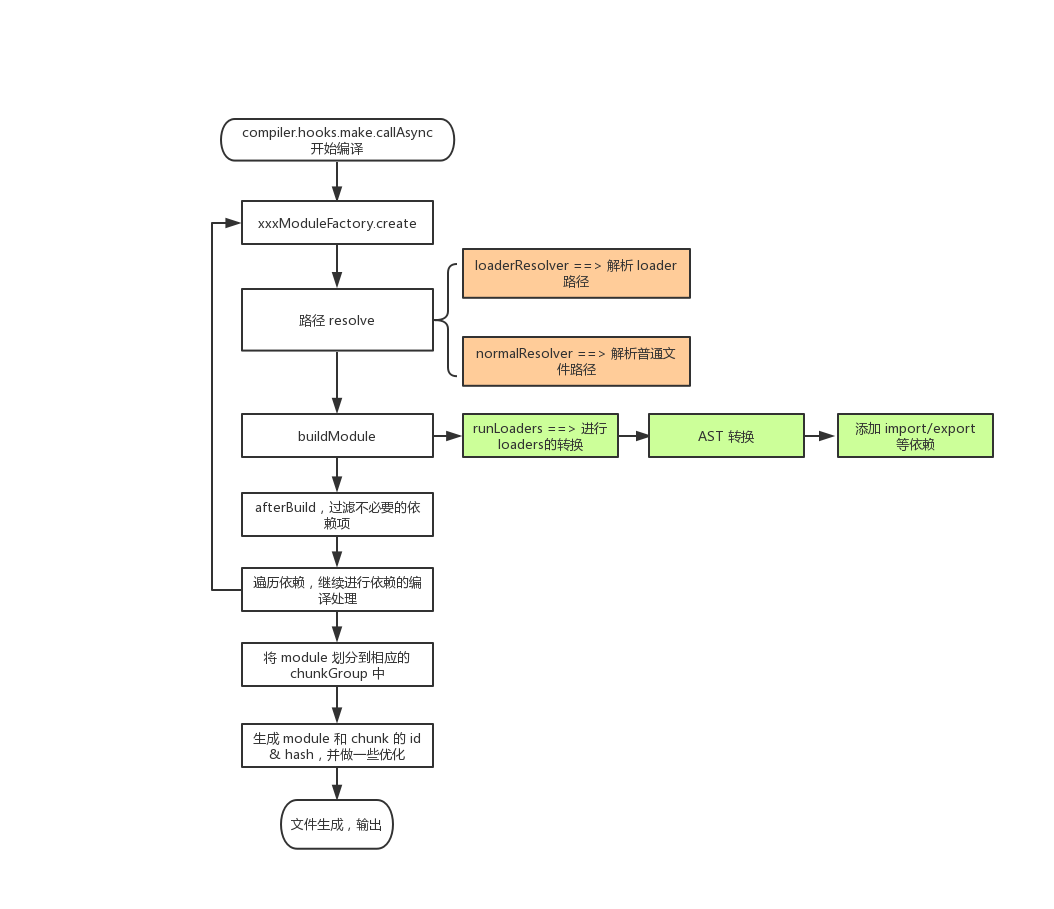 compiler.hooks.make.callAsync
开始编译
xxxModuleFactory.create
loaderResolver ==> 解析 loader
路径
路径 resolve
normalResolver ==> 解析普通文
件路径
buildModule
runLoaders ==> 进行
loaders的转换
AST 转换
添加 import/export
等依赖
afterBuild，过滤不必要的依
赖项
遍历依赖，继续进行依赖的编
译处理
将 module 划分到相应的
chunkGroup 中
生成 module 和 chunk 的 id
& hash，并做一些优化
文件生成，输出